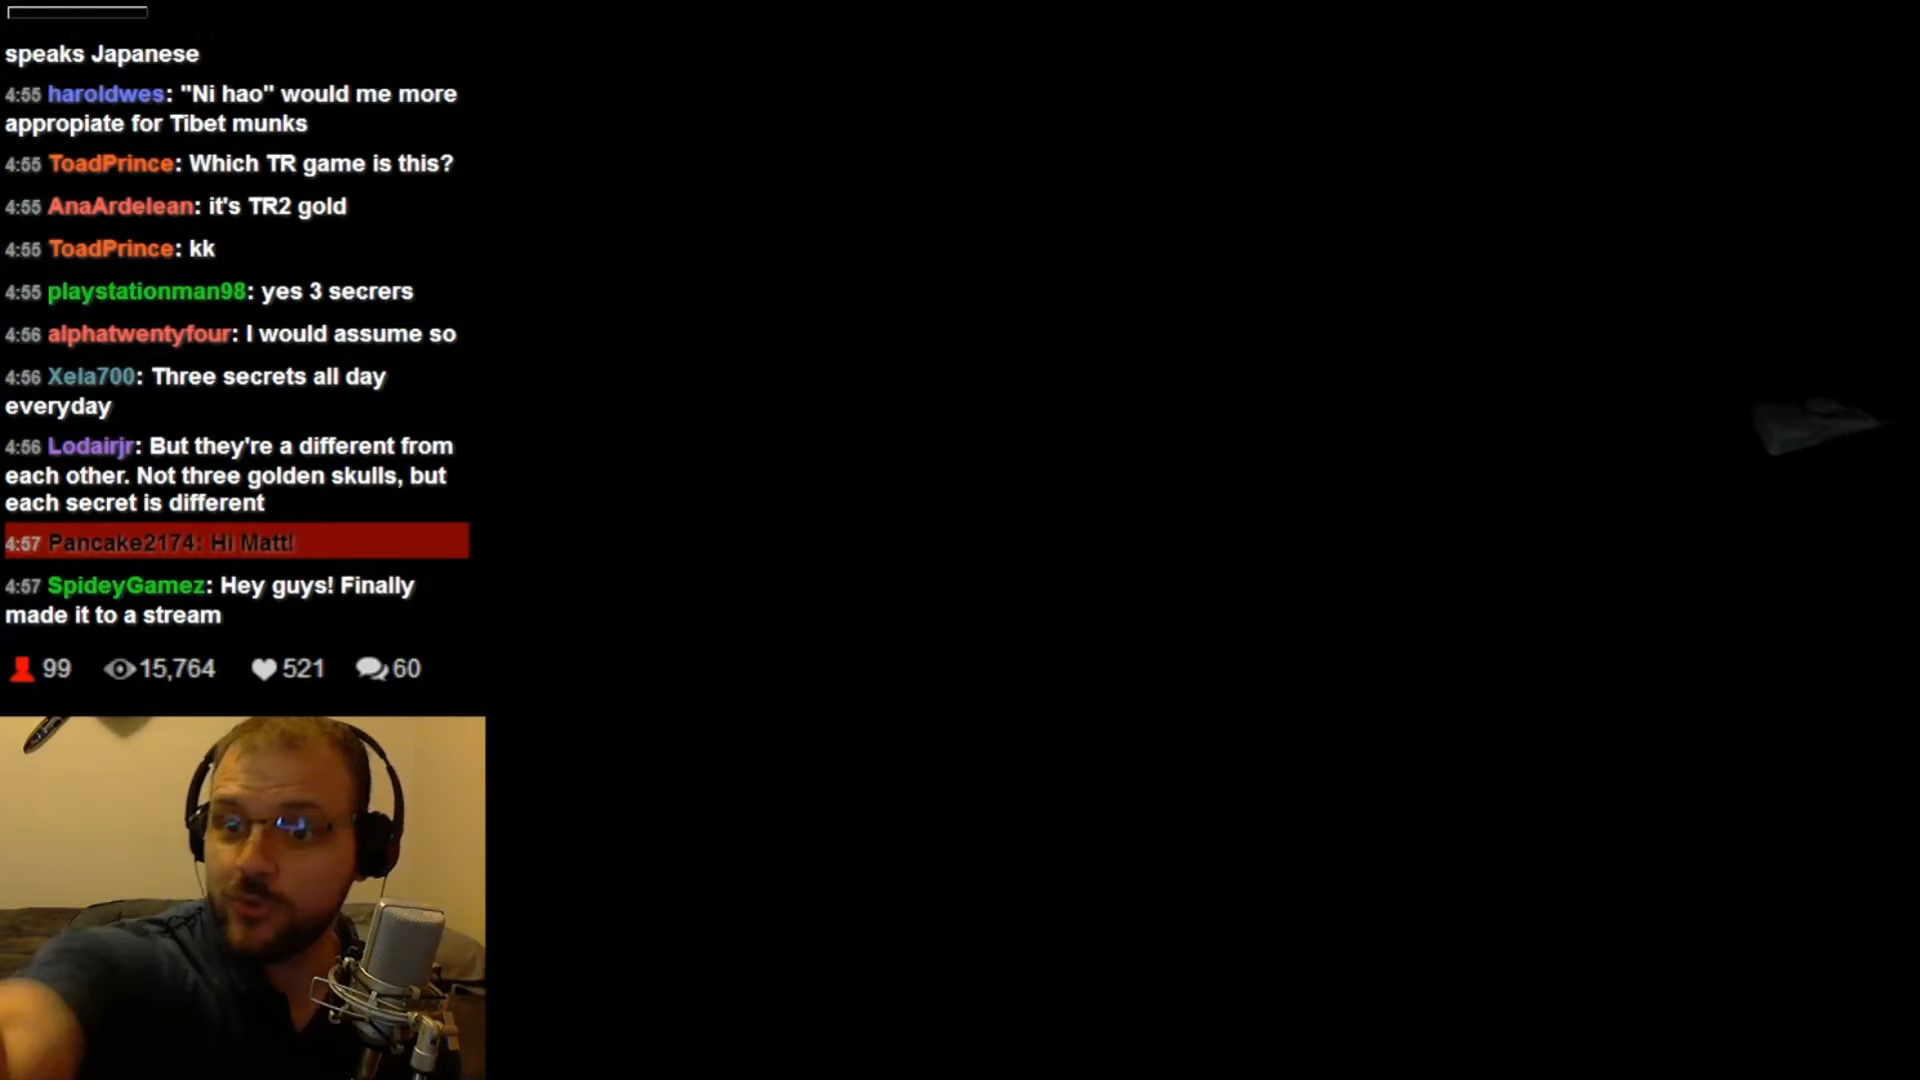 speaks Japanese
4:55 haroldwes: "Ni hao" would me more
appropiate for Tibet munks
4:55 ToadPrince: Which TR game is this?
4:55 AnaArdelean: it's TR2 gold
4:55 ToadPrince: kk
4:55 playstationman98: yes 3 secrers
4:56 alphatwentyfour: I would assume so
4:56 Xela700: Three secrets all day
everyday
4:56 Lodairjr: But they're a different from
each other. Not three golden skulls, but
each secret is different
4:57 Pancake2174: Hi Matt!
4:57 SpideyGamez: Hey guys! Finally
made it to a stream
99 15,764 521 60